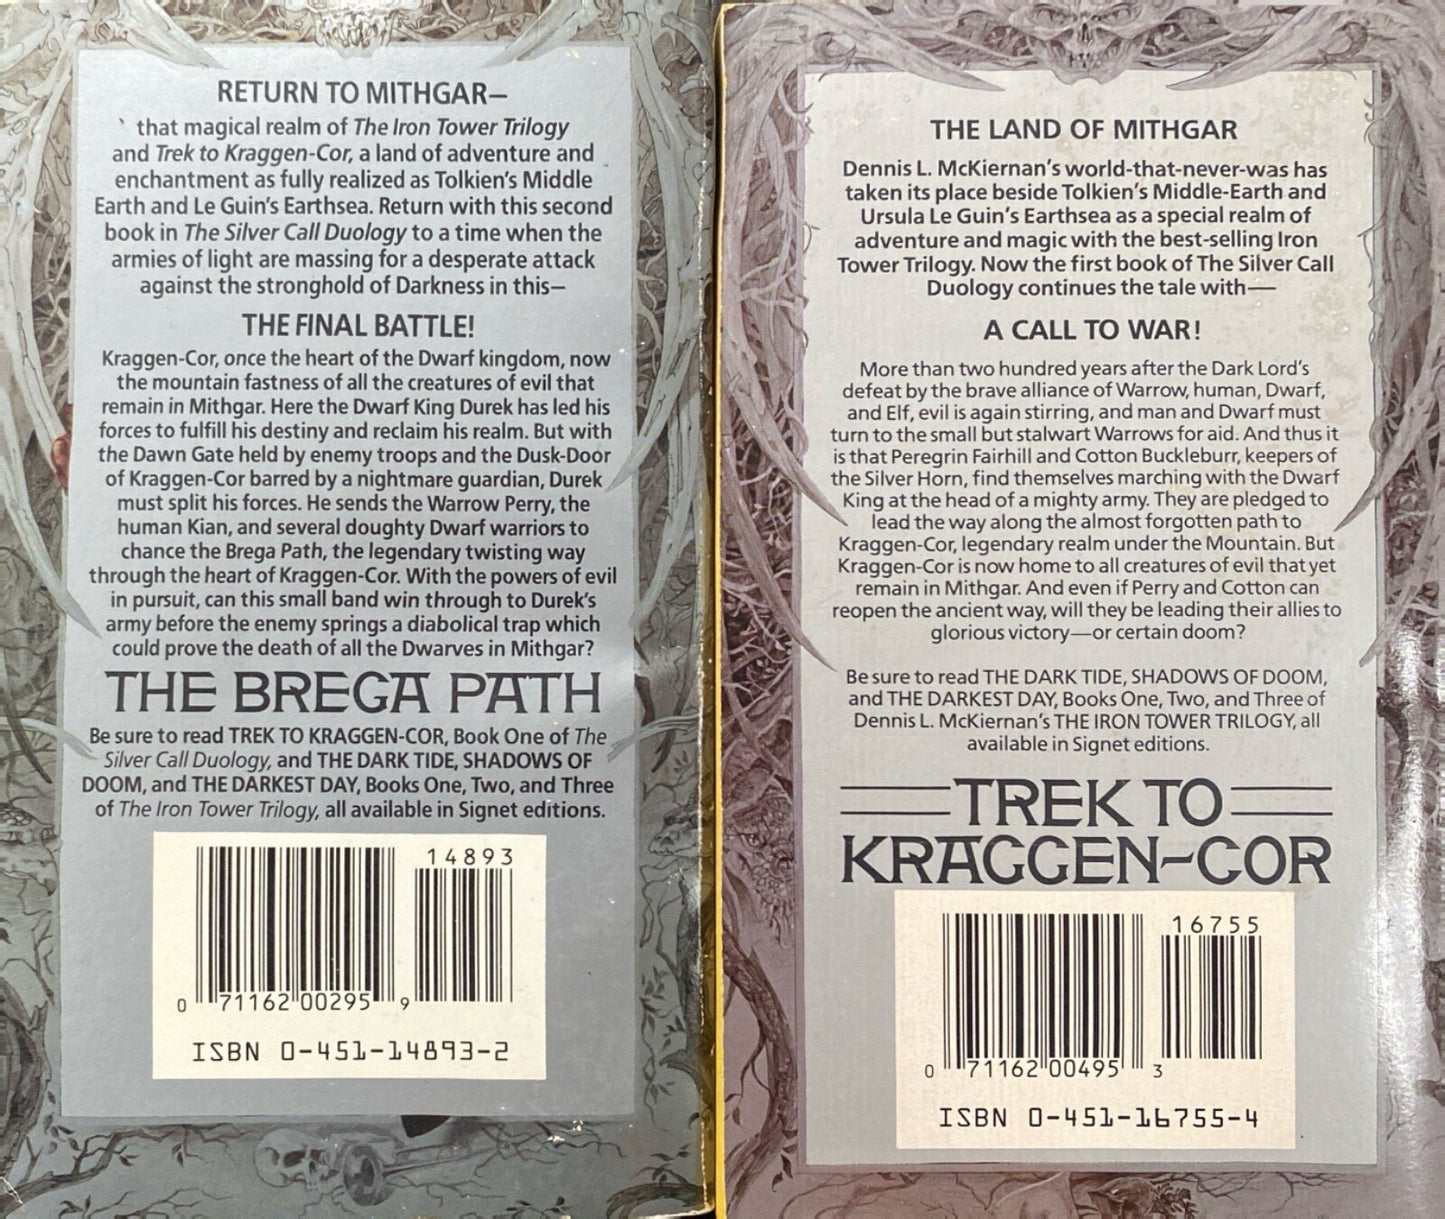 RETURN TO MITHGAR—
that magical realm of The Iron Tower Trilogy
and Trek to Kraggen-Cor, a land of adventure and
enchantment as fully realized as Tolkien's Middle
Earth and Le Guin's Earthsea. Return with this second
book in The Silver Call Duology to a time when the
armies of light are massing for a desperate attack
against the stronghold of Darkness in this—
THE FINAL BATTLE!
Kraggen-Cor, once the heart of the Dwarf kingdom, now
the mountain fastness of all the creatures of evil that
remain in Mithgar. Here the Dwarf King Durek has led his
forces to fulfill his destiny and reclaim his realm. But with
the Dawn Gate held by enemy troops and the Dusk-Door
of Kraggen-Cor barred by a nightmare guardian, Durek
must split his forces. He sends the Warrow Perry, the
human Kian, and several doughty Dwarf warriors to
chance the Brega Path, the legendary twisting way
through the heart of Kraggen-Cor. With the powers of evil
in pursuit, can this small band win through to Durek's
army before the enemy springs a diabolical trap which
could prove the death of all the Dwarves in Mithgar?
THE BREGA PATH
Be sure to read TREK TO KRAGGEN-COR, Book One of The
Silver Call Duology, and THE DARK TIDE, SHADOWS OF
DOOM, and THE DARKEST DAY, Books One, Two, and Three
of The Iron Tower Trilogy, all available in Signet editions.
14893
0 71162 00295 9
ISBN 0-451-14893-2
THE LAND OF MITHGAR
Dennis L. McKiernan's world-that-never-was has
taken its place beside Tolkien's Middle-Earth and
Ursula Le Guin's Earthsea as a special realm of
adventure and magic with the best-selling Iron
Tower Trilogy. Now the first book of The Silver Call
Duology continues the tale with—
A CALL TO WAR!
More than two hundred years after the Dark Lord's
defeat by the brave alliance of Warrow, human, Dwarf,
and Elf, evil is again stirring, and man and Dwarf must
turn to the small but stalwart Warrows for aid. And thus it
is that Peregrin Fairhill and Cotton Buckleburr, keepers of
the Silver Horn, find themselves marching with the Dwarf
King at the head of a mighty army. They are pledged to
lead the way along the almost forgotten path to
Kraggen-Cor, legendary realm under the Mountain. But
Kraggen-Cor is now home to all creatures of evil that yet
remain in Mithgar. And even if Perry and Cotton can
reopen the ancient way, will they be leading their allies to
glorious victory—or certain doom?
Be sure to read THE DARK TIDE, SHADOWS OF DOOM,
and THE DARKEST DAY, Books One, Two, and Three of
Dennis L. McKiernan's THE IRON TOWER TRILOGY, all
available in Signet editions.
TREK TO
KRAGGEN-COR
16755
0 71162 00495 3
ISBN 0-451-16755-4